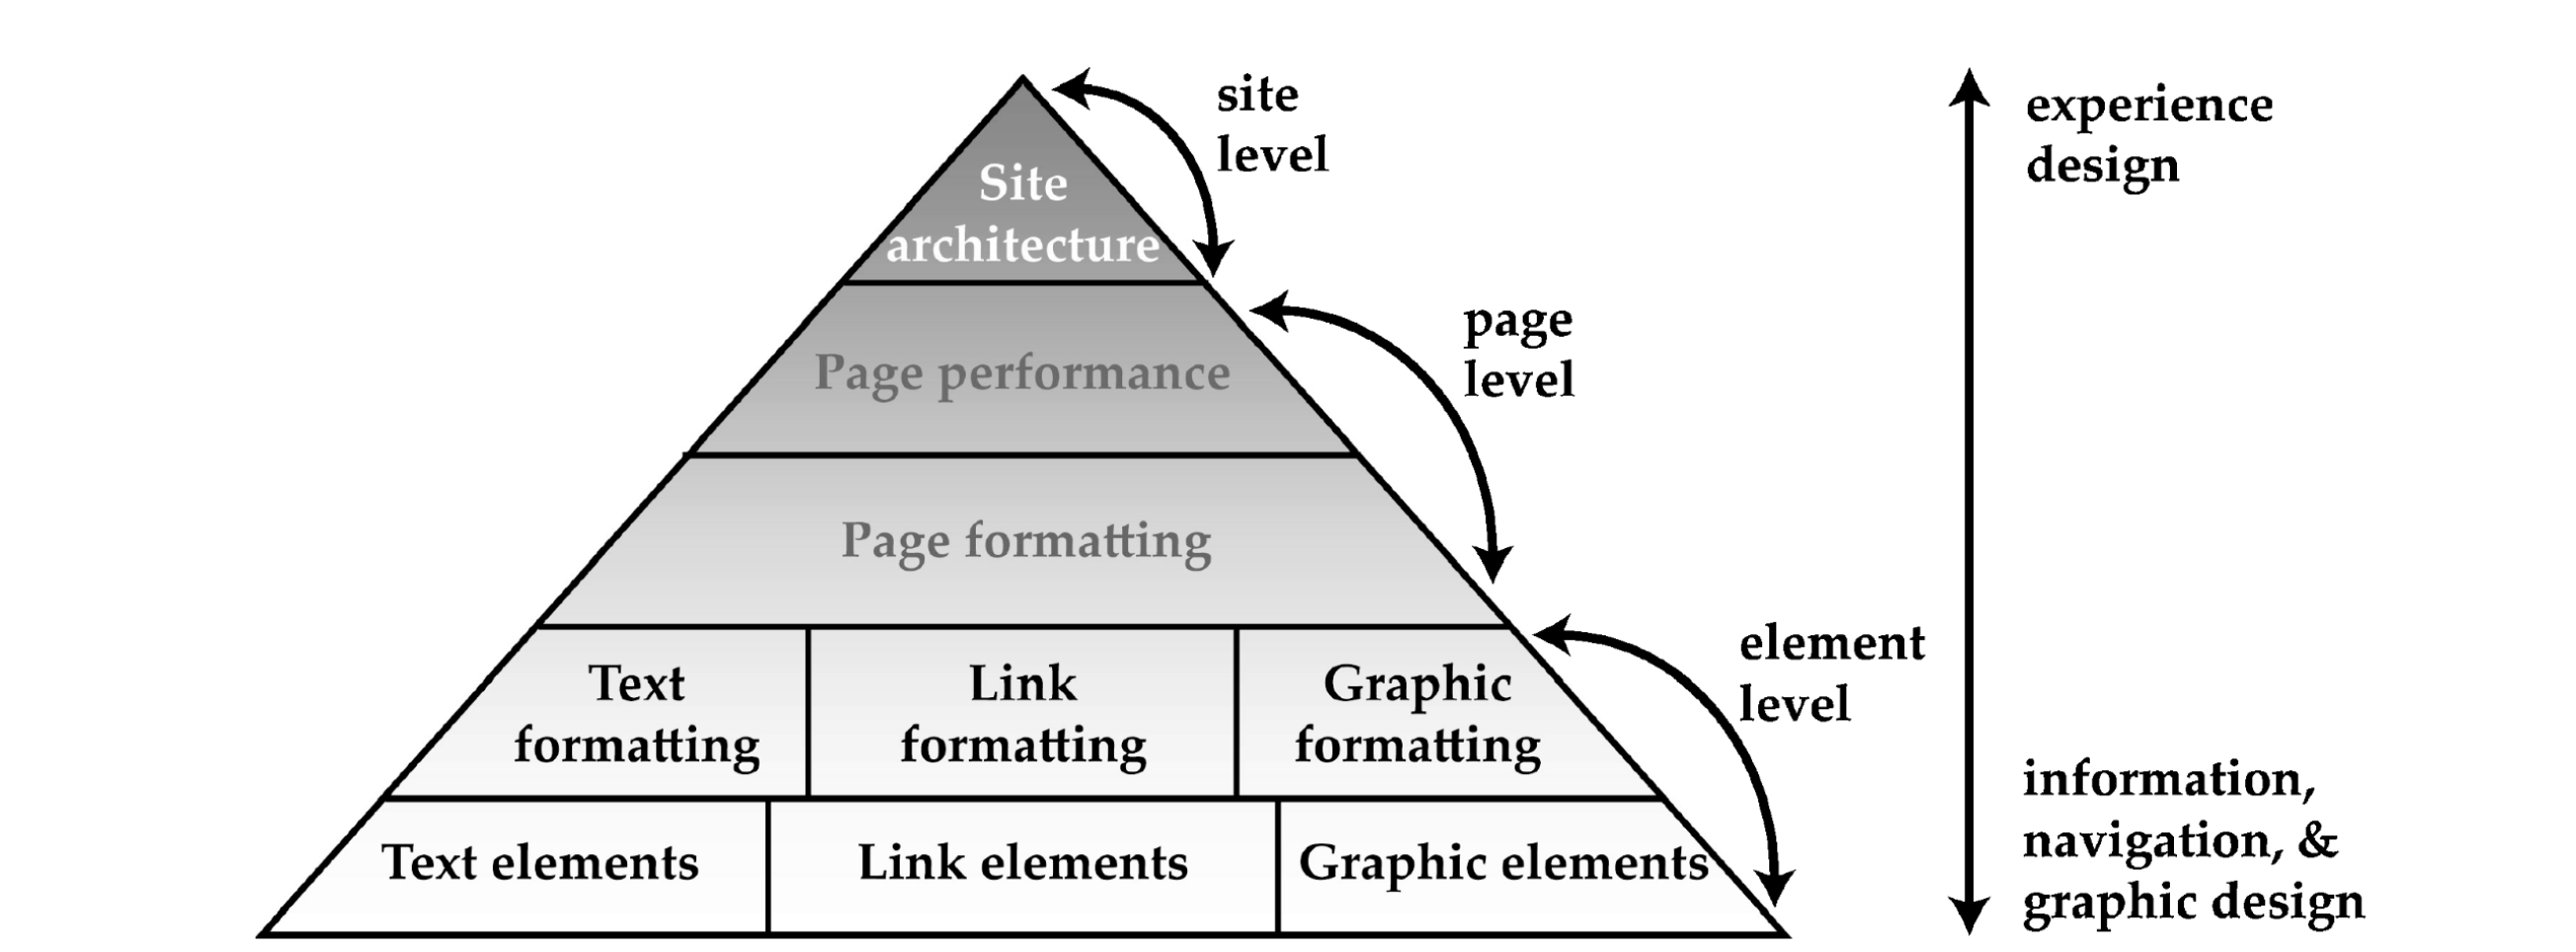 site
level
experience
design
Site
architecture
page
level
Page performance
Page formatting
element
level
Text
formatting
Link
formatting
Graphic
formatting
information,
navigation, &
graphic design
Text elements
Link elements
Graphic elements